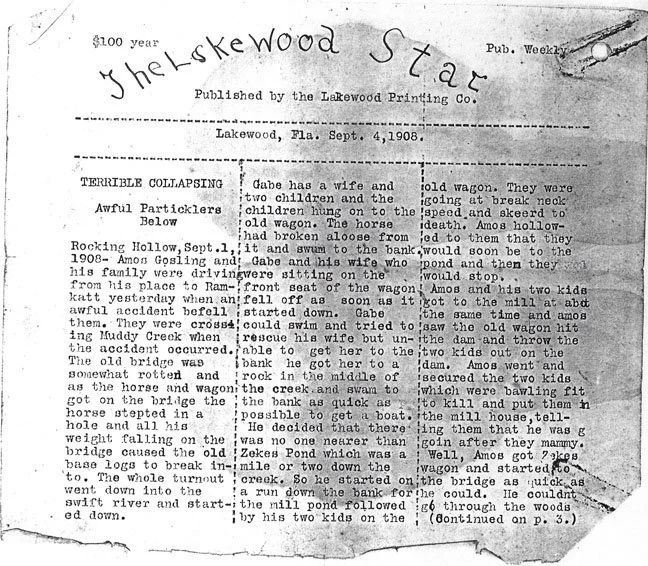 $100 year
Pub. Weekly
The Lakewood Star
Published by the Lakewood Printing Co.
Lakewood, Fla. Sept. 4,1908.
TERRIBLE COLLAPSING
Awful Particklers
Below
Rocking Hollow,Sept.1,
1908- Amos Gosling and
his family were driving
from his place to Ram-
katt yesterday when an
awful accident befell
them. They were cross-
ing Muddy Creek when
the accident occurred.
The old bridge was
somewhat rotten and
as the horse and wagon
got on the bridge the
horse stepted in a
hole and all his
weight falling on the
bridge caused the old
base logs to break in-
to. The whole turnout
went down into the
swift river and start-
ed down.
Gabe has a wife and
two children and the
children hung on to the
old wagon. The horse
had broken aloose from
it and swum to the bank.
Gabe and his wife who
were sitting on the
front seat of the wagon
fell off as soon as it
started down. Gabe
could swim and tried to
rescue his wife but un-
able to get her to the
bank he got her to a
rock in the middle of
the creek and swam to
the bank as quick as
possible to get a boat.
He decided that there
was no one nearer than
Zekes Pond which was a
mile or two down the
creek. So he started on
a run down the bank for
the mill pond followed
by his two kids on the
old wagon. They were
going at break neck
speed and skeerd to
death. Amos hollow-
ed to them that they
would soon be to the
pond and then they
would stop.
Amos and his two kids
got to the mill at abot
the same time and amos
saw the old wagon hit
the dam and throw the
two kids out on the
dam. Amos went and
secured the two kids
which were bawling fit
to kill and put them in
the mill house,tell-
ing them that he was g
goin after they mammy.
Well, Amos got Zekes
wagon and started to
the bridge as quick as
he could. He couldnt
go through the woods
(Continued on p. 3.)